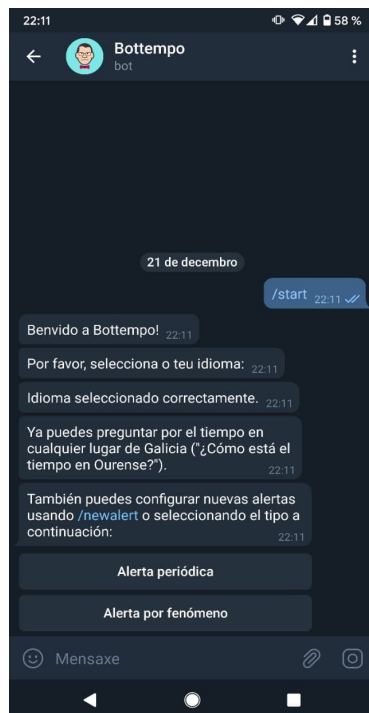 22:11 58 %
Bottempo
bot
21 de decembro
/start 22:11
Benvido a Bottempo! 22:11
Por favor, selecciona o teu idioma: 22:11
Idioma seleccionado correctamente. 22:11
Ya puedes preguntar por el tiempo en
cualquier lugar de Galicia ("¿Cómo está el
tiempo en Ourense?"). 22:11
También puedes configurar nuevas alertas
usando /newalert o seleccionando el tipo a
continuación: 22:11
Alerta periódica
Alerta por fenómeno
Mensaxe